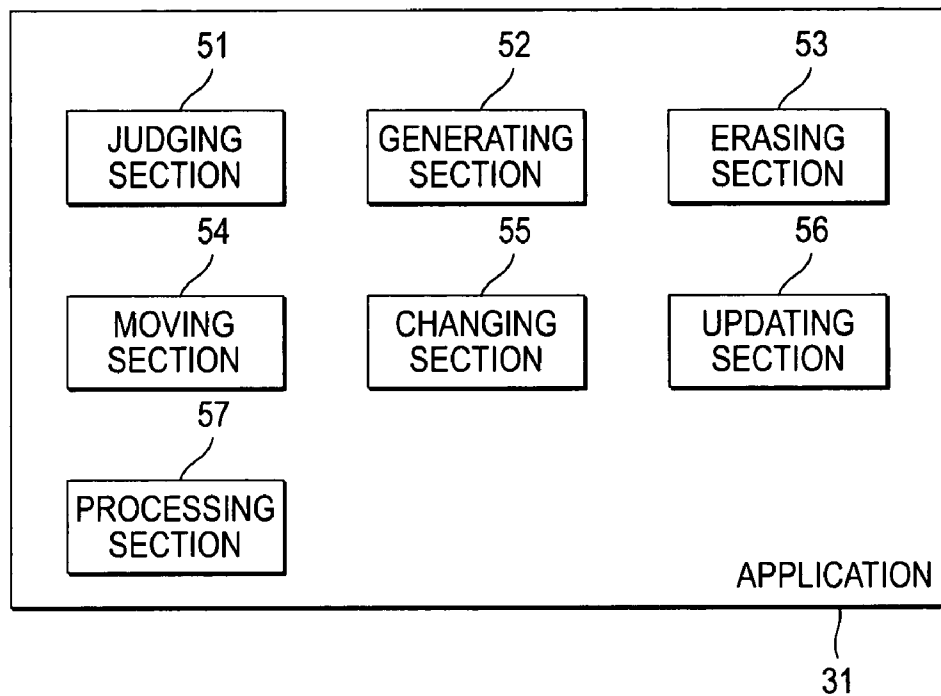 51
52
53
JUDGING
SECTION
GENERATING
SECTION
ERASING
SECTION
54
55
56
MOVING
SECTION
CHANGING
SECTION
UPDATING
SECTION
57
PROCESSING
SECTION
APPLICATION
31